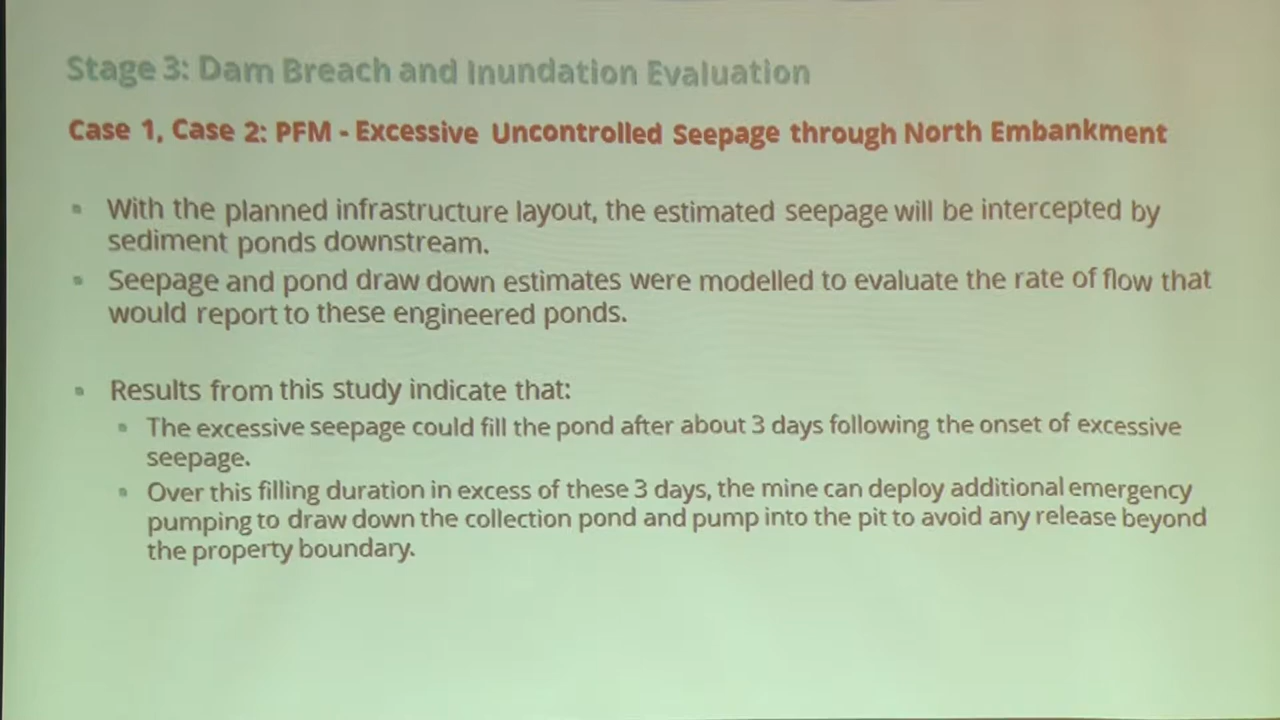 Stage 3: Dam Breach and Inundation Evaluation
Case 1, Case 2: PFM - Excessive Uncontrolled Seepage through North Embankment
With the planned infrastructure layout, the estimated seepage will be intercepted by
sediment ponds downstream.
Seepage and pond draw down estimates were modelled to evaluate the rate of flow that
would report to these engineered ponds.
Results from this study indicate that:
The excessive seepage could fill the pond after about 3 days following the onset of excessive
seepage.
Over this filling duration in excess of these 3 days, the mine can deploy additional emergency
pumping to draw down the collection pond and pump into the pit to avoid any release beyond
the property boundary.